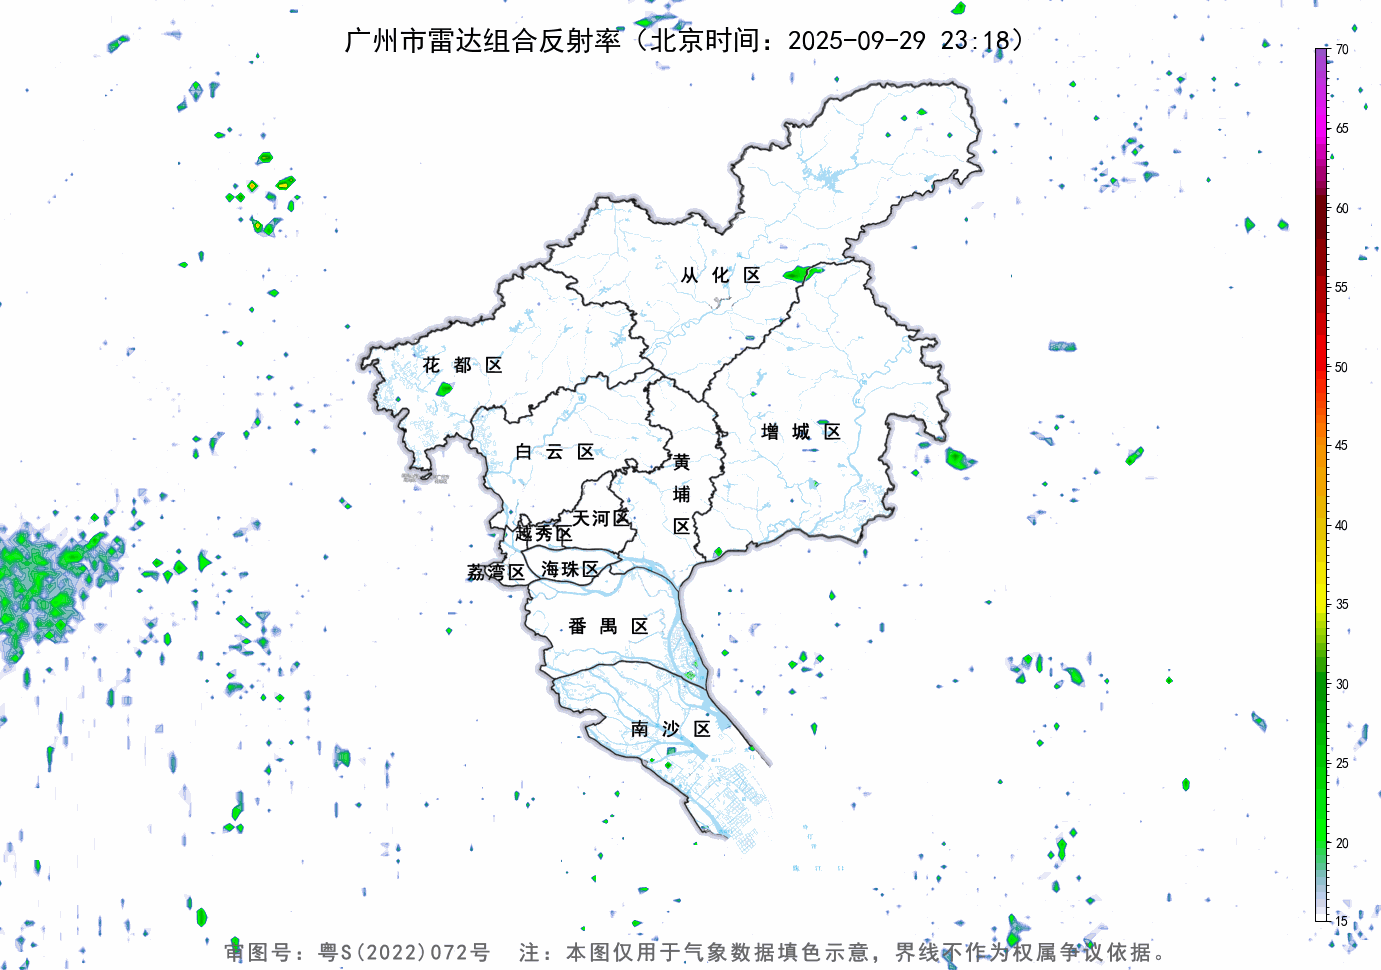 广州市雷达组合反射率（北京时间：2025-09-29 23:18）
70
65
60
55
50
45
40
35
30
25
20
15
从化区
花都区
增城区
白云区
黄埔区
天河区
越秀区
荔湾区
海珠区
番禺区
南沙区
审图号：粤S(2022)072号 注：本图仅用于气象数据填色示意，界线不作为权属争议依据。